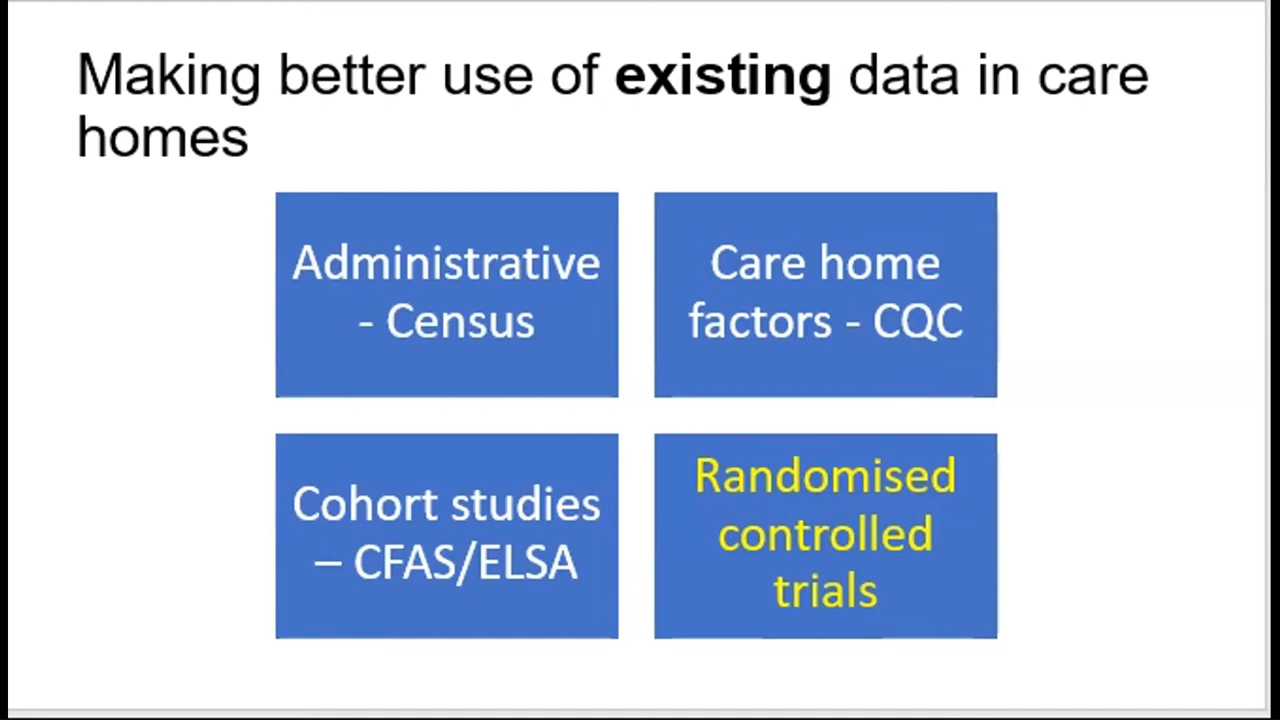 Making better use of existing data in care
homes
Administrative
- Census
Care home
factors - CQC
Cohort studies
– CFAS/ELSA
Randomised
controlled
trials